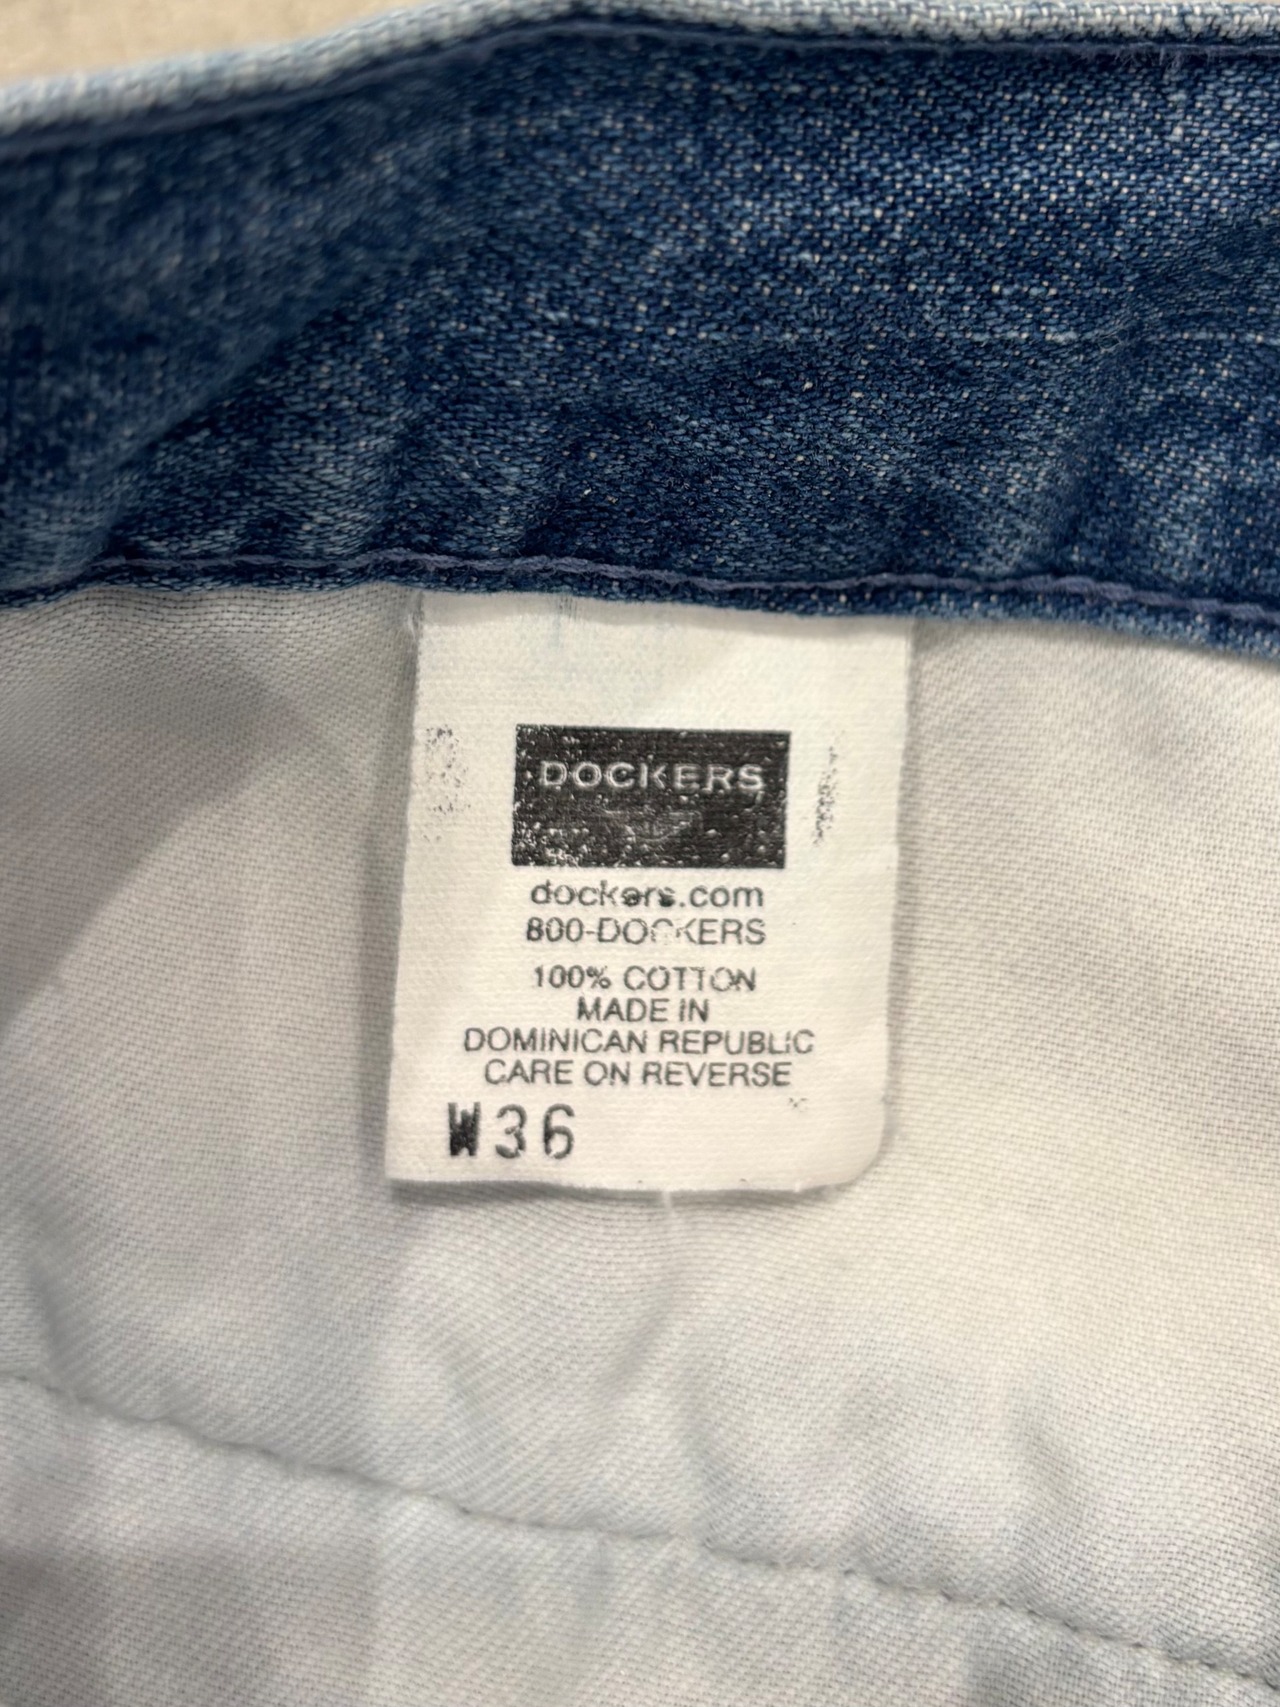 DOCKERS
dockers.com
800-DOCKERS
100% COTTON
MADE IN
DOMINICAN REPUBLIC
CARE ON REVERSE
W36